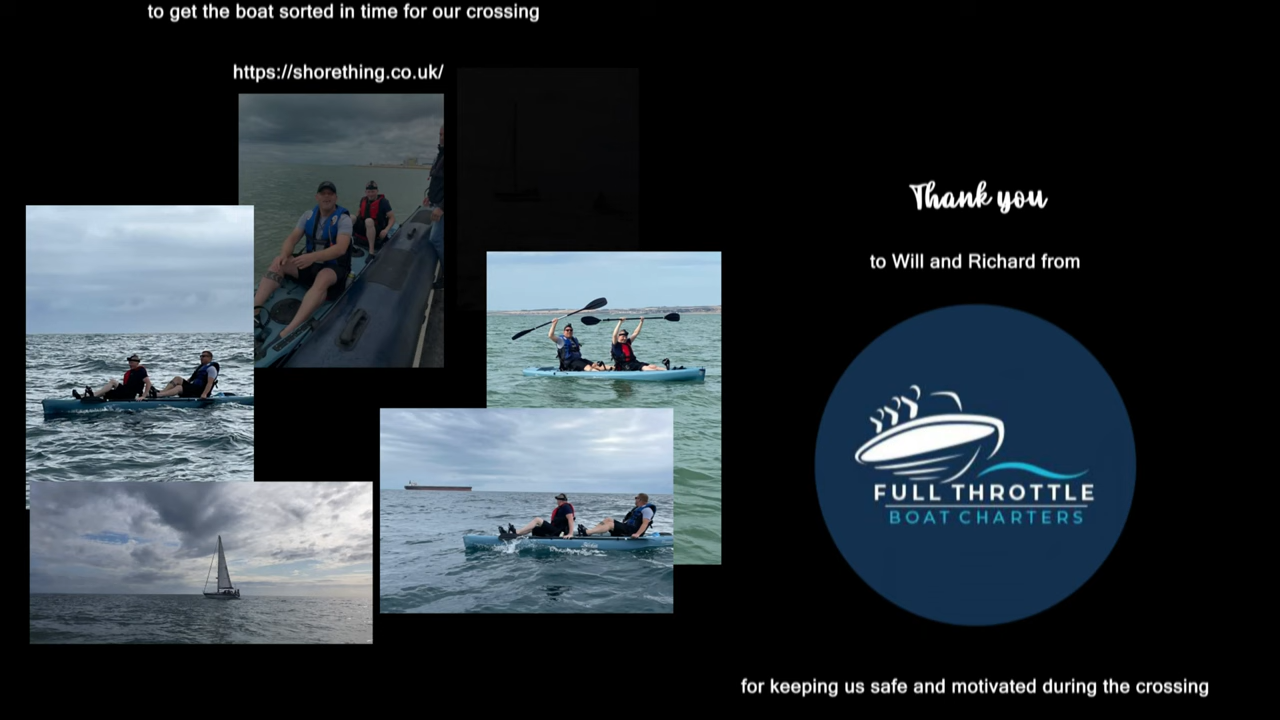 to get the boat sorted in time for our crossing
https://shorething.co.uk/
Thank you
to Will and Richard from
FULL THROTTLE
BOAT CHARTERS
for keeping us safe and motivated during the crossing